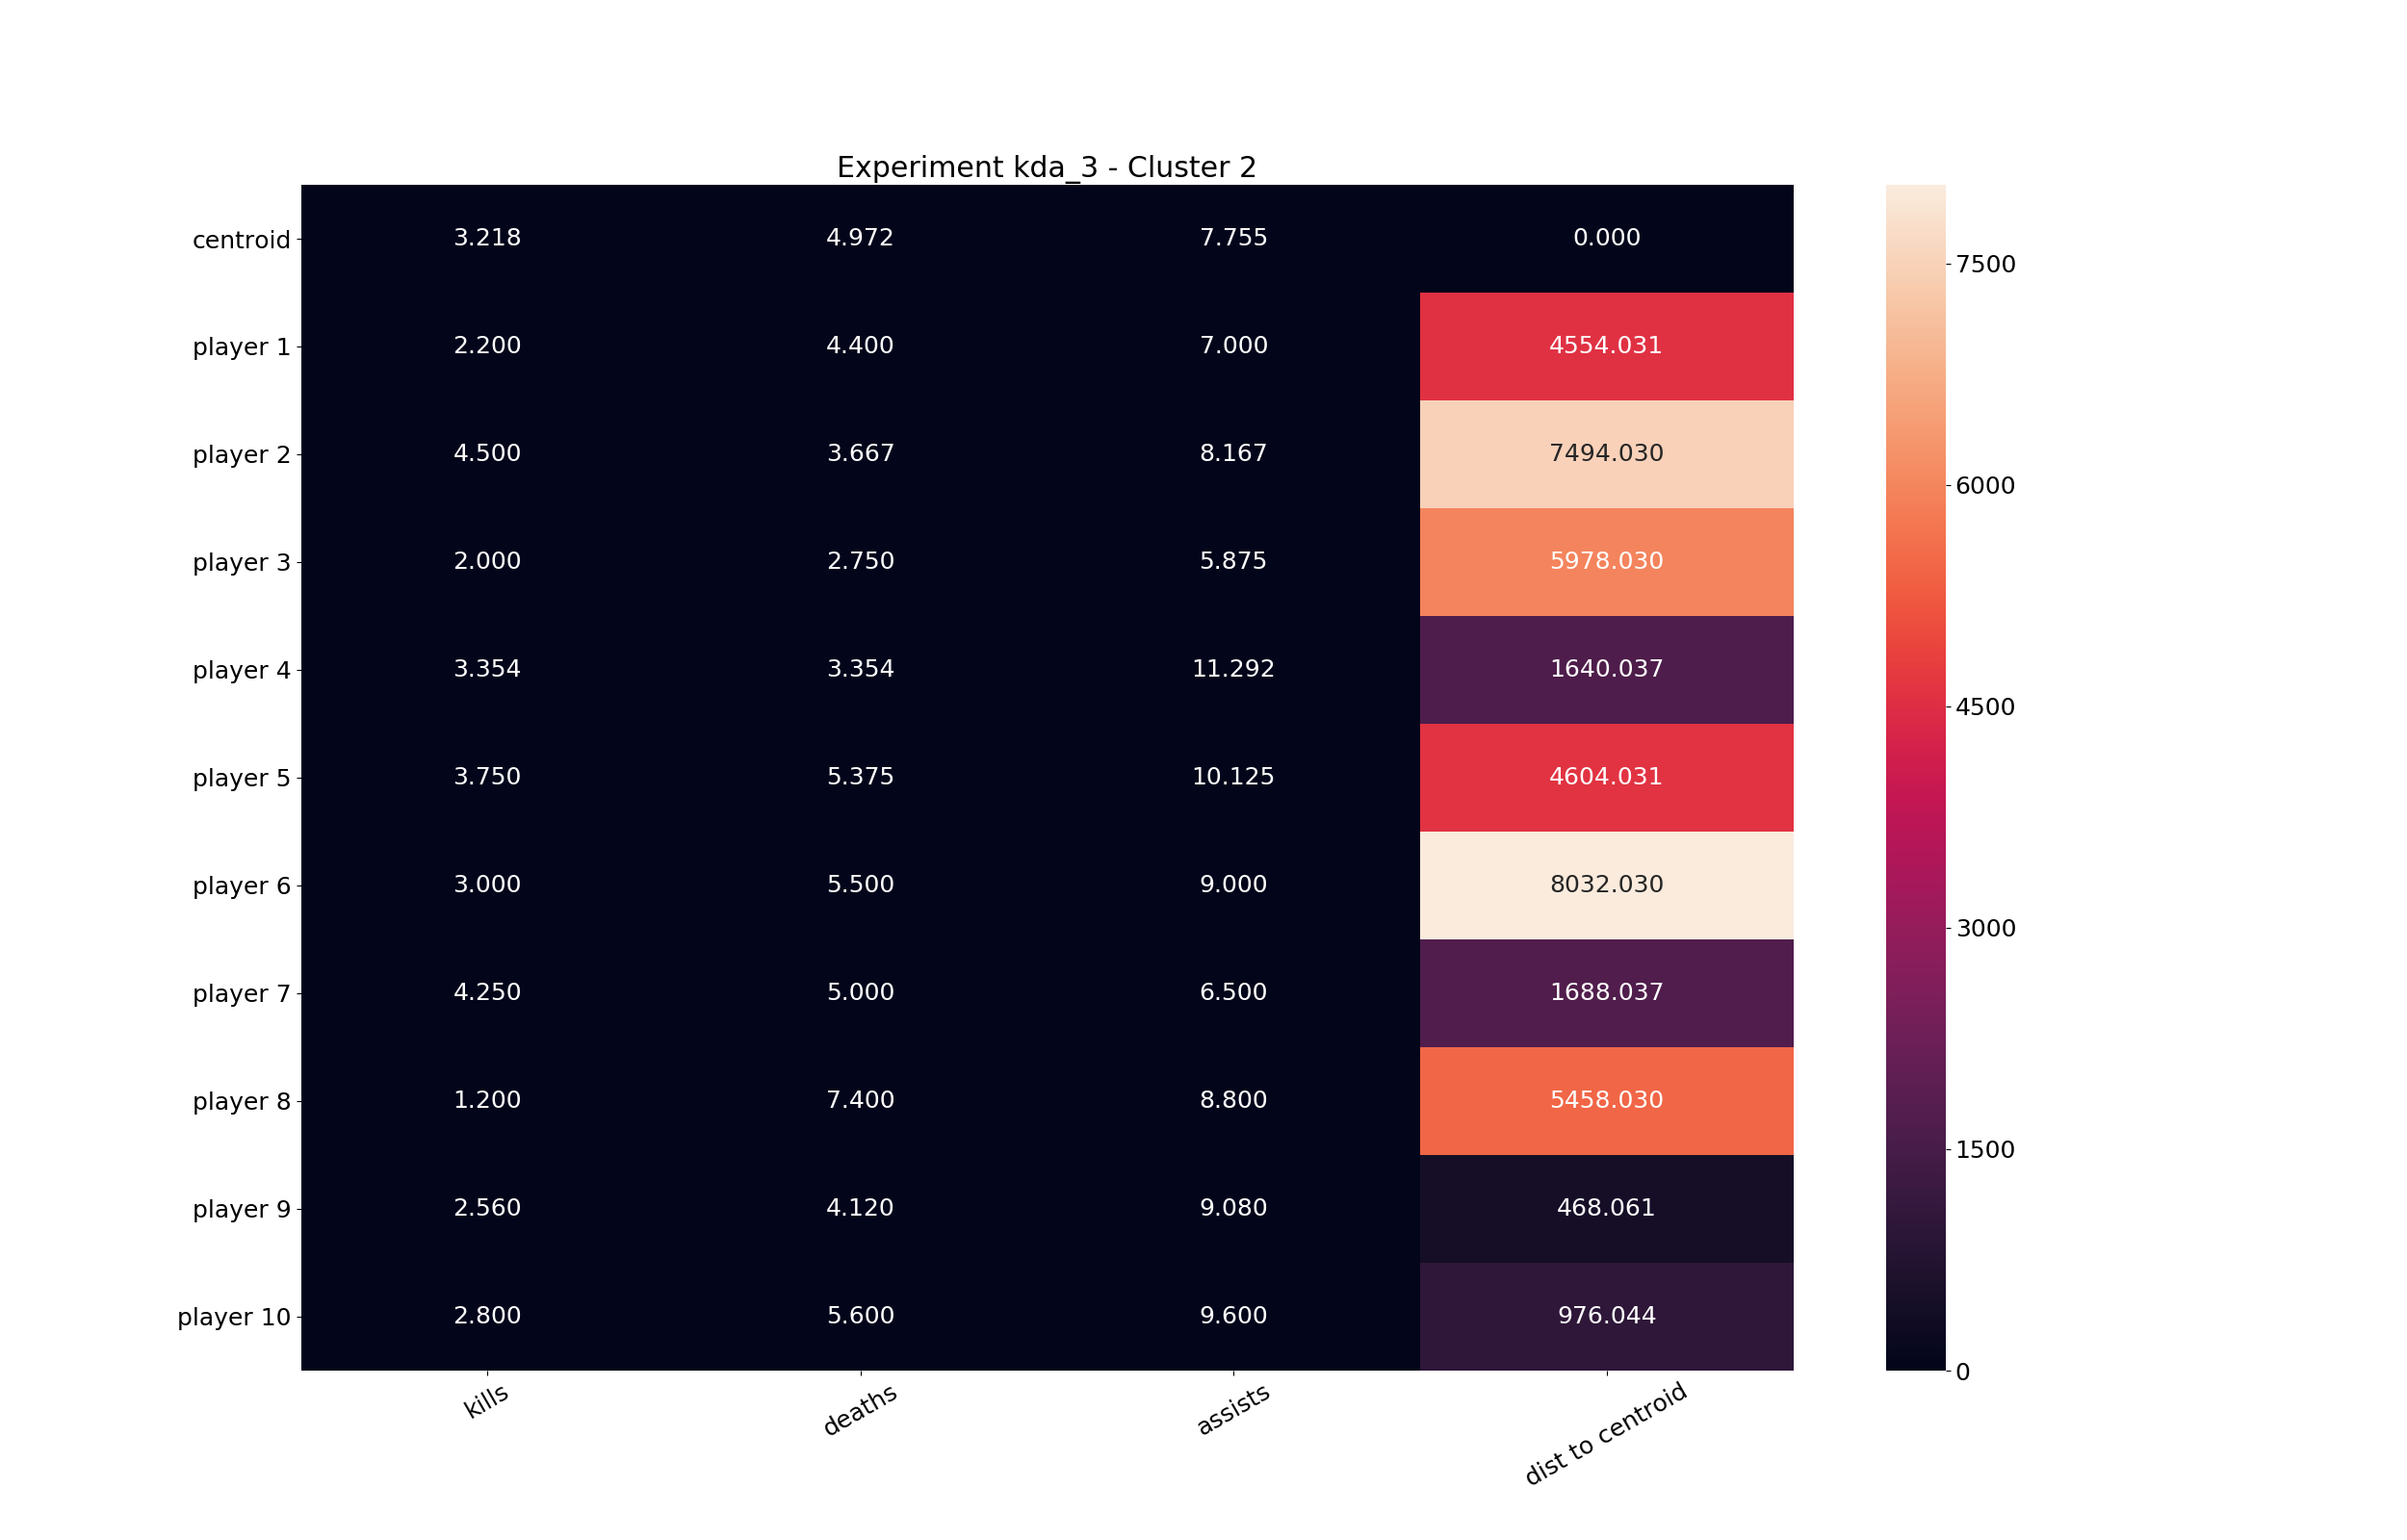 Experiment kda_3 - Cluster 2
centroid 3.218 4.972 7.755 0.000
player 1 2.200 4.400 7.000 4554.031
player 2 4.500 3.667 8.167 7494.030
player 3 2.000 2.750 5.875 5978.030
player 4 3.354 3.354 11.292 1640.037
player 5 3.750 5.375 10.125 4604.031
player 6 3.000 5.500 9.000 8032.030
player 7 4.250 5.000 6.500 1688.037
player 8 1.200 7.400 8.800 5458.030
player 9 2.560 4.120 9.080 468.061
player 10 2.800 5.600 9.600 976.044
kills deaths assists dist to centroid
7500
6000
4500
3000
1500
0